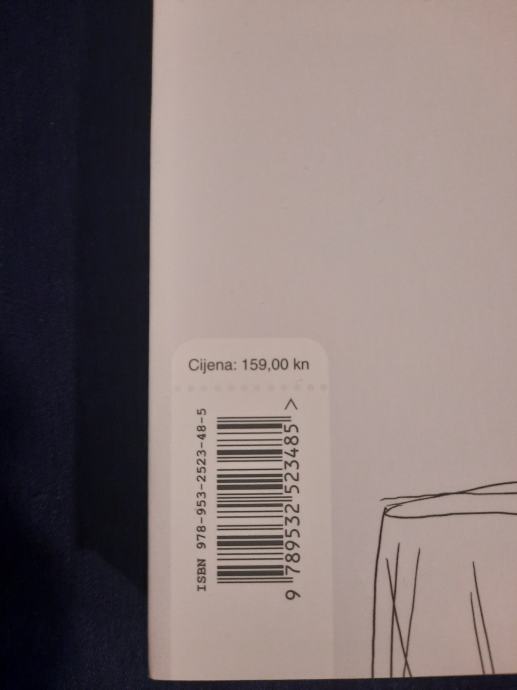 Cijena: 159,00 kn
ISBN 978-953-2523-48-5
9 789532 523485 >